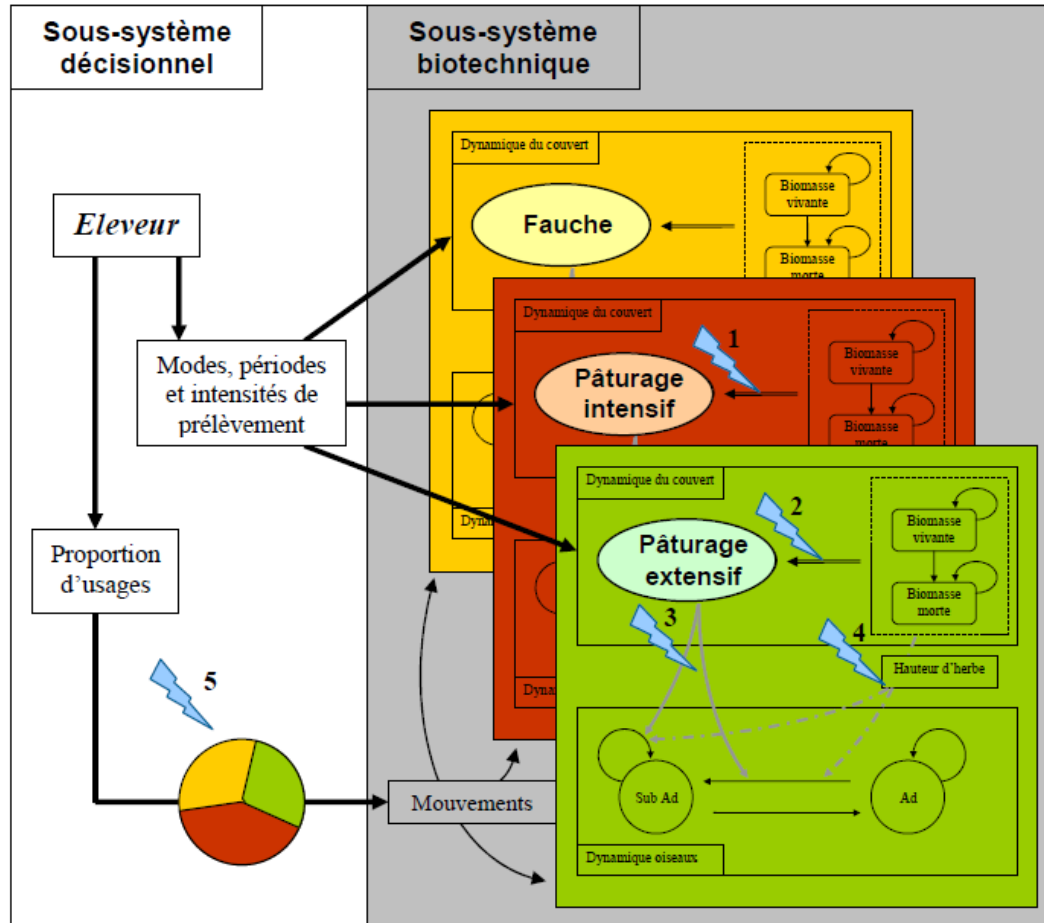 Sous-système
décisionnel
Sous-système
biotechnique
Eleveur
Modes, périodes
et intensités de
prélèvement
Proportion
d'usages
5
Mouvements
Dynamique du couvert
Fauche
Biomasse
vivante
Biomasse
morte
Dynamique du couvert
1
Pâturage
intensif
Biomasse
vivante
Biomasse
morte
Dynamique du couvert
2
Pâturage
extensif
Biomasse
vivante
Biomasse
morte
3
4
Hauteur d'herbe
Sub Ad
Ad
Dynamique oiseaux